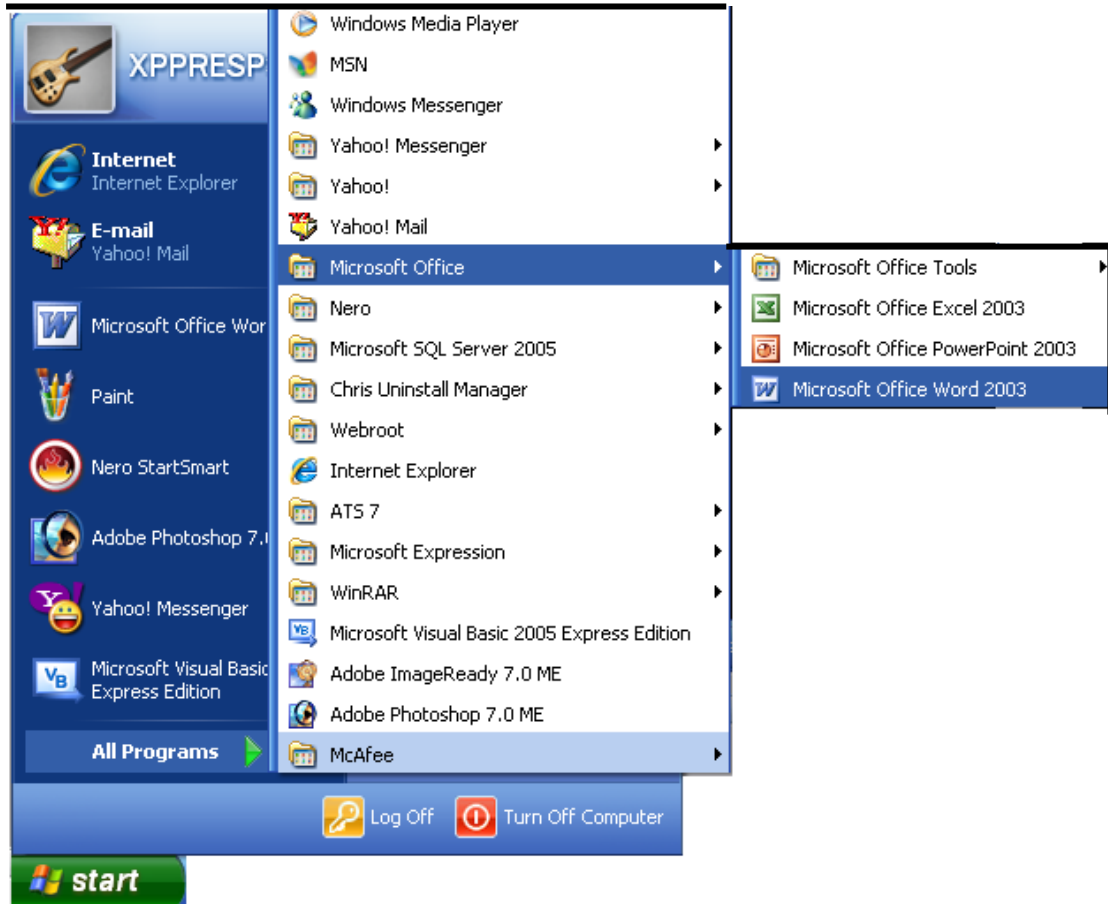 XPPRESP
Internet
Internet Explorer
E-mail
Yahoo! Mail
Microsoft Office Wor
Paint
Nero StartSmart
Adobe Photoshop 7.0
Yahoo! Messenger
Microsoft Visual Basic
Express Edition
All Programs
Windows Media Player
MSN
Windows Messenger
Yahoo! Messenger
Yahoo!
Yahoo! Mail
Microsoft Office
Nero
Microsoft SQL Server 2005
Chris Uninstall Manager
Webroot
Internet Explorer
ATS 7
Microsoft Expression
WinRAR
Microsoft Visual Basic 2005 Express Edition
Adobe ImageReady 7.0 ME
Adobe Photoshop 7.0 ME
McAfee
Microsoft Office Tools
Microsoft Office Excel 2003
Microsoft Office PowerPoint 2003
Microsoft Office Word 2003
Log Off
Turn Off Computer
start